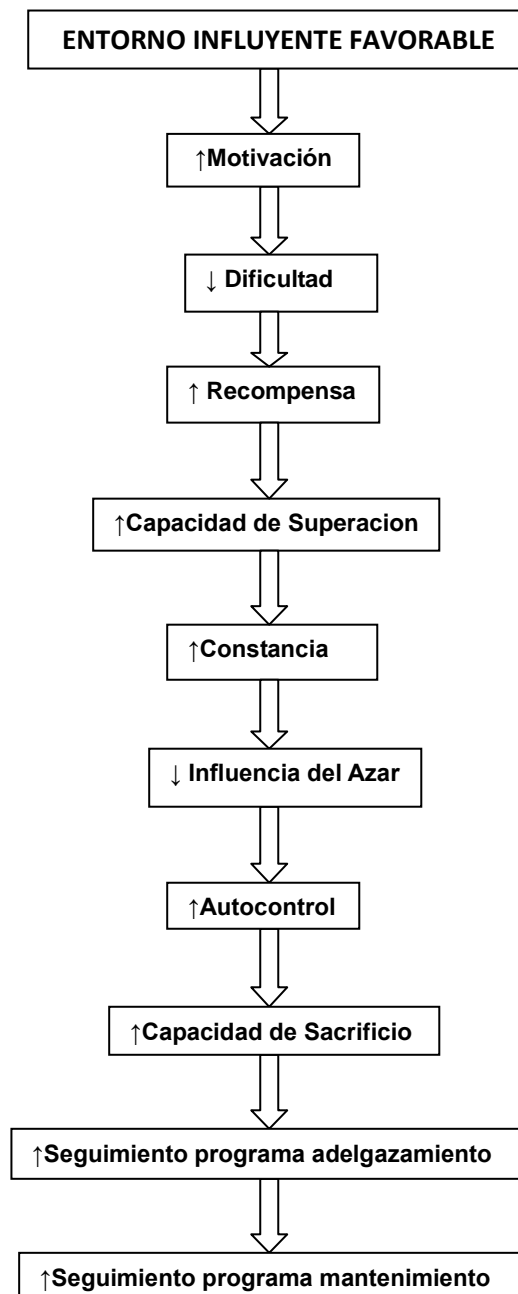 ENTORNO INFLUYENTE FAVORABLE
↑Motivación
↓ Dificultad
↑ Recompensa
↑Capacidad de Superacion
↑Constancia
↓ Influencia del Azar
↑Autocontrol
↑Capacidad de Sacrificio
↑Seguimiento programa adelgazamiento
↑Seguimiento programa mantenimiento